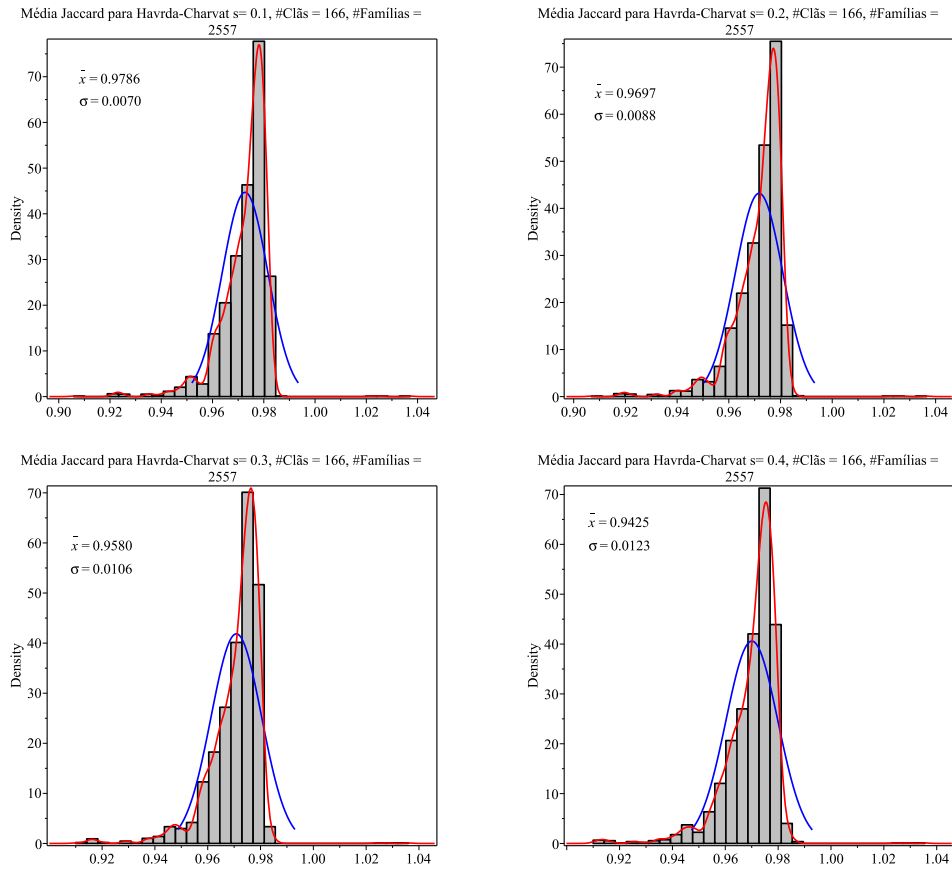 Média Jaccard para Havrda-Charvat s= 0.1, #Clãs = 166, #Famílias =
2557
x̄ = 0.9786
σ = 0.0070
Density
70
60
50
40
30
20
10
0
0.90 0.92 0.94 0.96 0.98 1.00 1.02 1.04
Média Jaccard para Havrda-Charvat s= 0.2, #Clãs = 166, #Famílias =
2557
x̄ = 0.9697
σ = 0.0088
Density
70
60
50
40
30
20
10
0
0.90 0.92 0.94 0.96 0.98 1.00 1.02 1.04
Média Jaccard para Havrda-Charvat s= 0.3, #Clãs = 166, #Famílias =
2557
x̄ = 0.9580
σ = 0.0106
Density
70
60
50
40
30
20
10
0
0.92 0.94 0.96 0.98 1.00 1.02 1.04
Média Jaccard para Havrda-Charvat s= 0.4, #Clãs = 166, #Famílias =
2557
x̄ = 0.9425
σ = 0.0123
Density
70
60
50
40
30
20
10
0
0.92 0.94 0.96 0.98 1.00 1.02 1.04